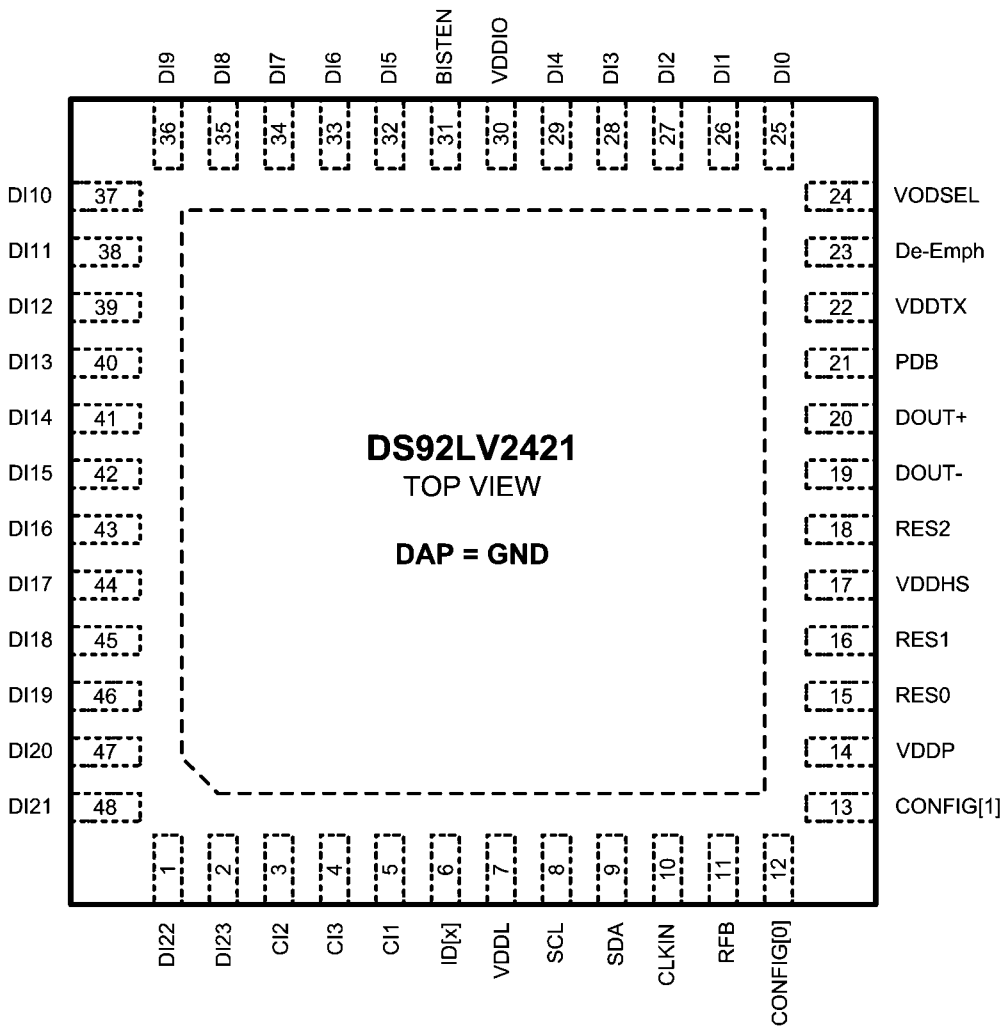 DI9 DI8 DI7 DI6 DI5 BISTEN VDDIO DI4 DI3 DI2 DI1 DI0
36 35 34 33 32 31 30 29 28 27 26 25
DI10 37 24 VODSEL
DI11 38 23 De-Emph
DI12 39 22 VDDTX
DI13 40 21 PDB
DI14 41 20 DOUT+
DS92LV2421
DI15 42 19 DOUT-
TOP VIEW
DI16 43 18 RES2
DAP = GND
DI17 44 17 VDDHS
DI18 45 16 RES1
DI19 46 15 RES0
DI20 47 14 VDDP
DI21 48 13 CONFIG[1]
1 2 3 4 5 6 7 8 9 10 11 12
DI22 DI23 CI2 CI3 CI1 ID[x] VDDL SCL SDA CLKIN RFB CONFIG[0]